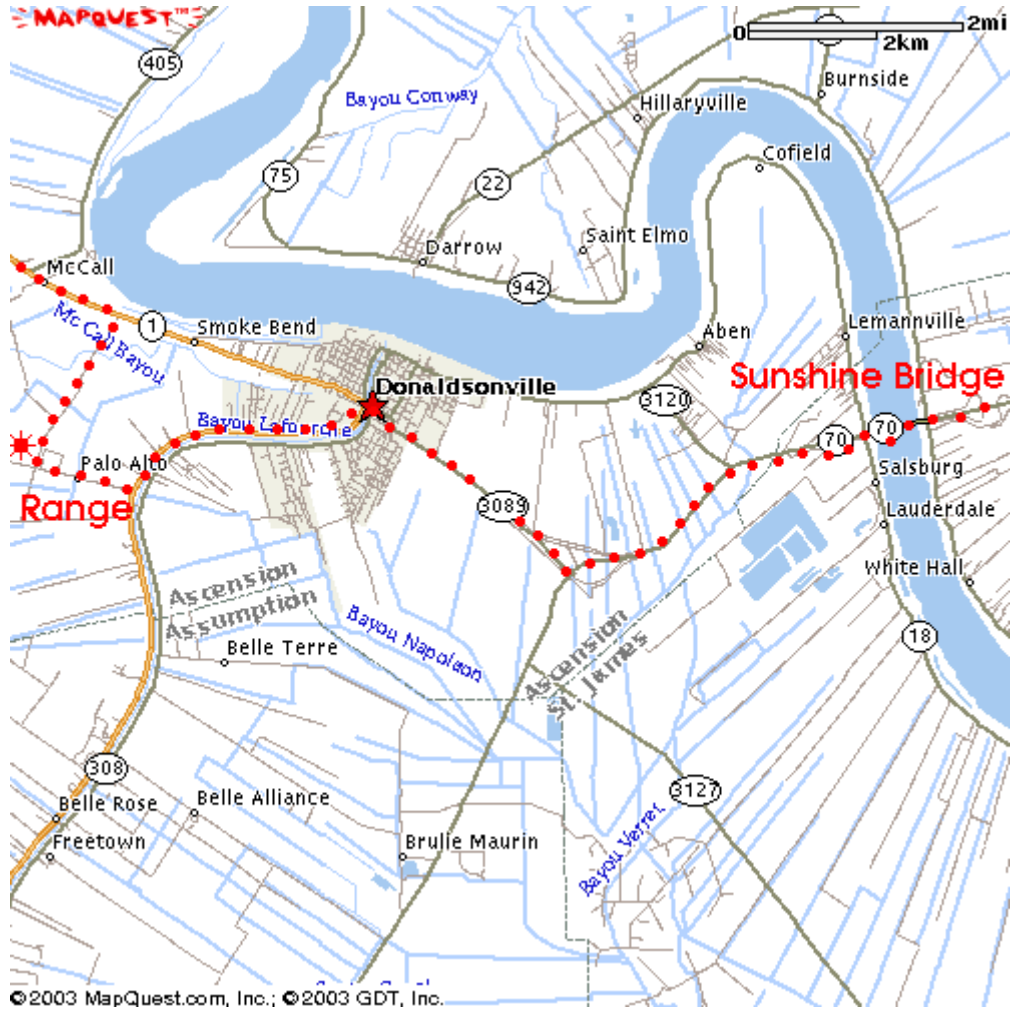 MAPQUEST™
0
2mi
2km
405
Burnside
Bayou Conway
Hillaryville
Cofield
75
22
Darrow
Saint Elmo
McCall
942
Mc Call Bayou
1
Smoke Bend
Aben
Lemannville
Donaldsonville
Sunshine Bridge
3120
Bayou Lafourche
70
70
Palo Alto
Salsburg
Range
3089
Lauderdale
White Hall
Ascension
Assumption
Bayou Napoleon
18
Belle Terre
Ascension
St. James
308
3127
Belle Rose
Belle Alliance
Freetown
Brulie Maurin
Bayou Verret
©2003 MapQuest.com, Inc.; ©2003 GDT, Inc.